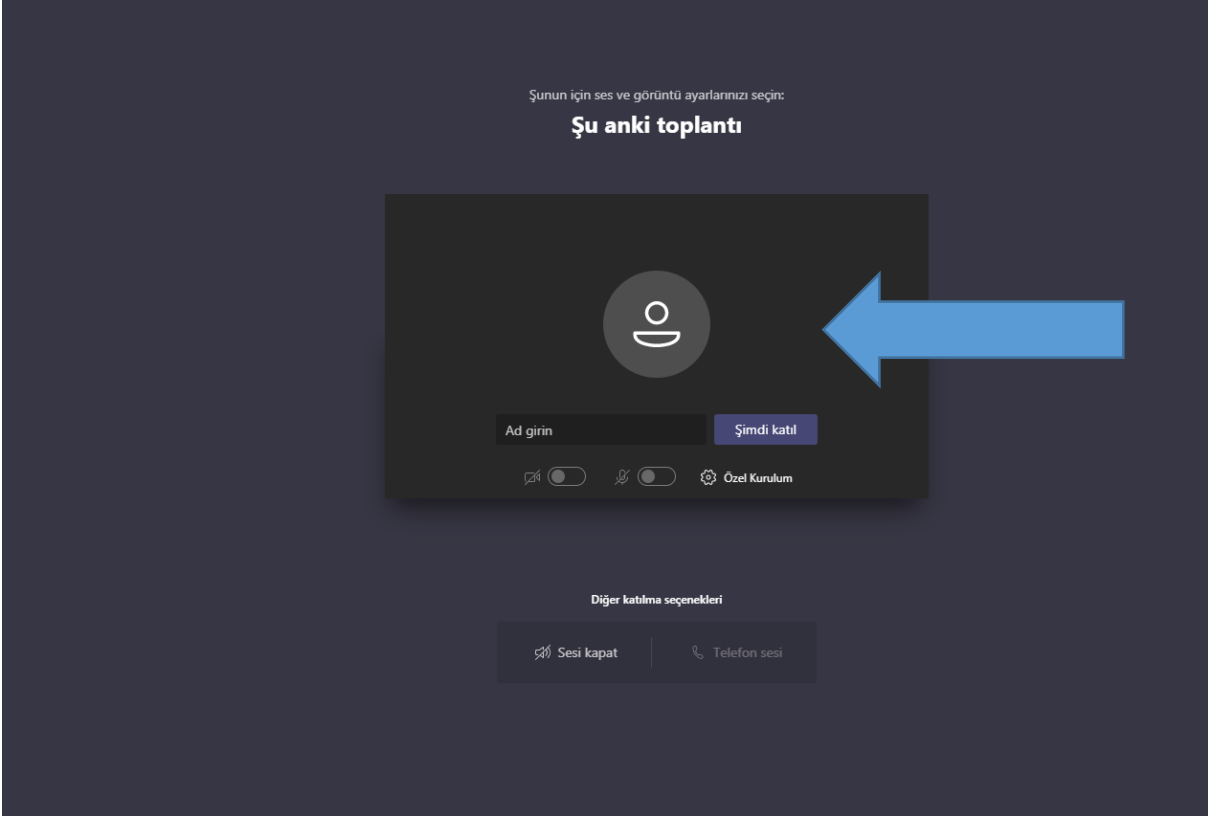 Şunun için ses ve görüntü ayarlarınızı seçin:
Şu anki toplantı
Ad girin
Şimdi katıl
Özel Kurulum
Diğer katılma seçenekleri
Sesi kapat
Telefon sesi